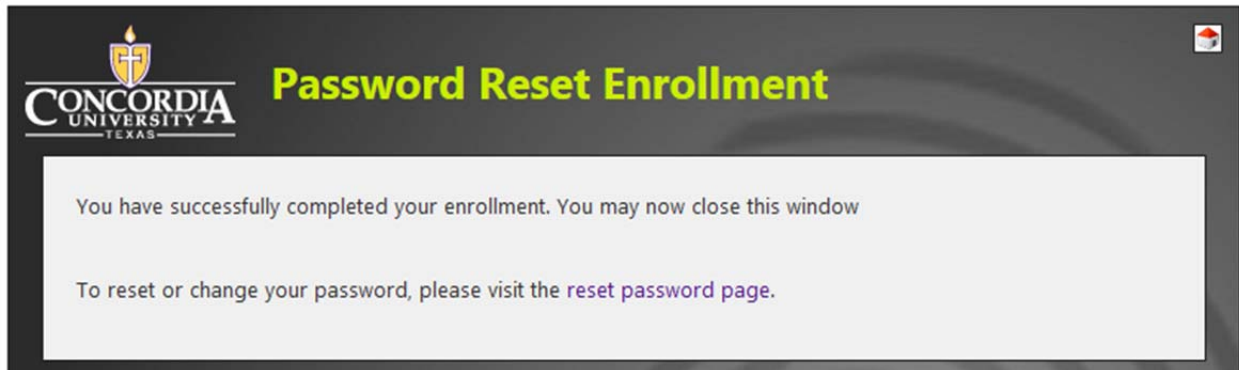 CONCORDIA
UNIVERSITY
TEXAS
Password Reset Enrollment
You have successfully completed your enrollment. You may now close this window
To reset or change your password, please visit the reset password page.